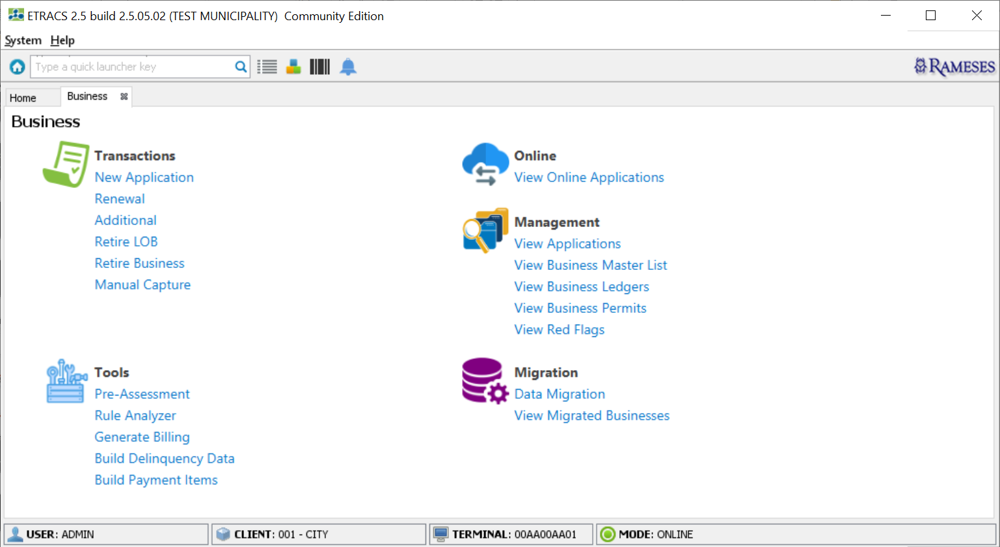 ETRACS 2.5 build 2.5.05.02 (TEST MUNICIPALITY)  Community Edition
System Help
Type a quick launcher key
RAMESES
Home Business
Business
Transactions
New Application
Renewal
Additional
Retire LOB
Retire Business
Manual Capture
Online
View Online Applications
Management
View Applications
View Business Master List
View Business Ledgers
View Business Permits
View Red Flags
Tools
Pre-Assessment
Rule Analyzer
Generate Billing
Build Delinquency Data
Build Payment Items
Migration
Data Migration
View Migrated Businesses
USER: ADMIN CLIENT: 001 - CITY TERMINAL: 00AA00AA01 MODE: ONLINE